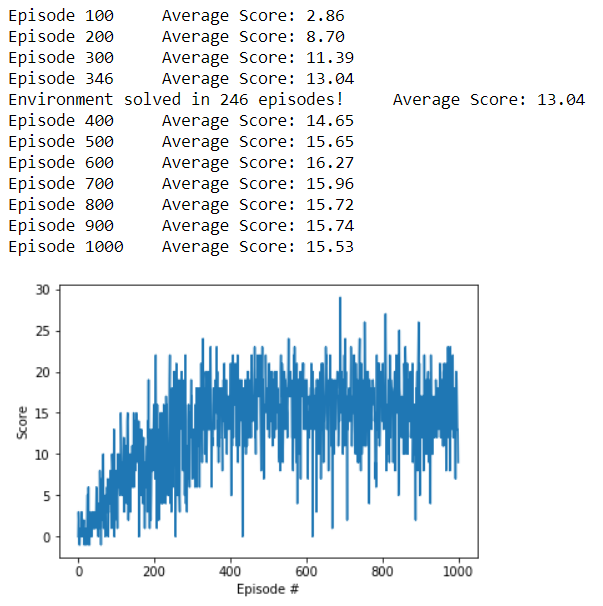 Episode 100	Average Score: 2.86
Episode 200	Average Score: 8.70
Episode 300	Average Score: 11.39
Episode 346	Average Score: 13.04
Environment solved in 246 episodes!	Average Score: 13.04
Episode 400	Average Score: 14.65
Episode 500	Average Score: 15.65
Episode 600	Average Score: 16.27
Episode 700	Average Score: 15.96
Episode 800	Average Score: 15.72
Episode 900	Average Score: 15.74
Episode 1000	Average Score: 15.53
30
25
20
15
10
5
0
Score
0 200 400 600 800 1000
Episode #